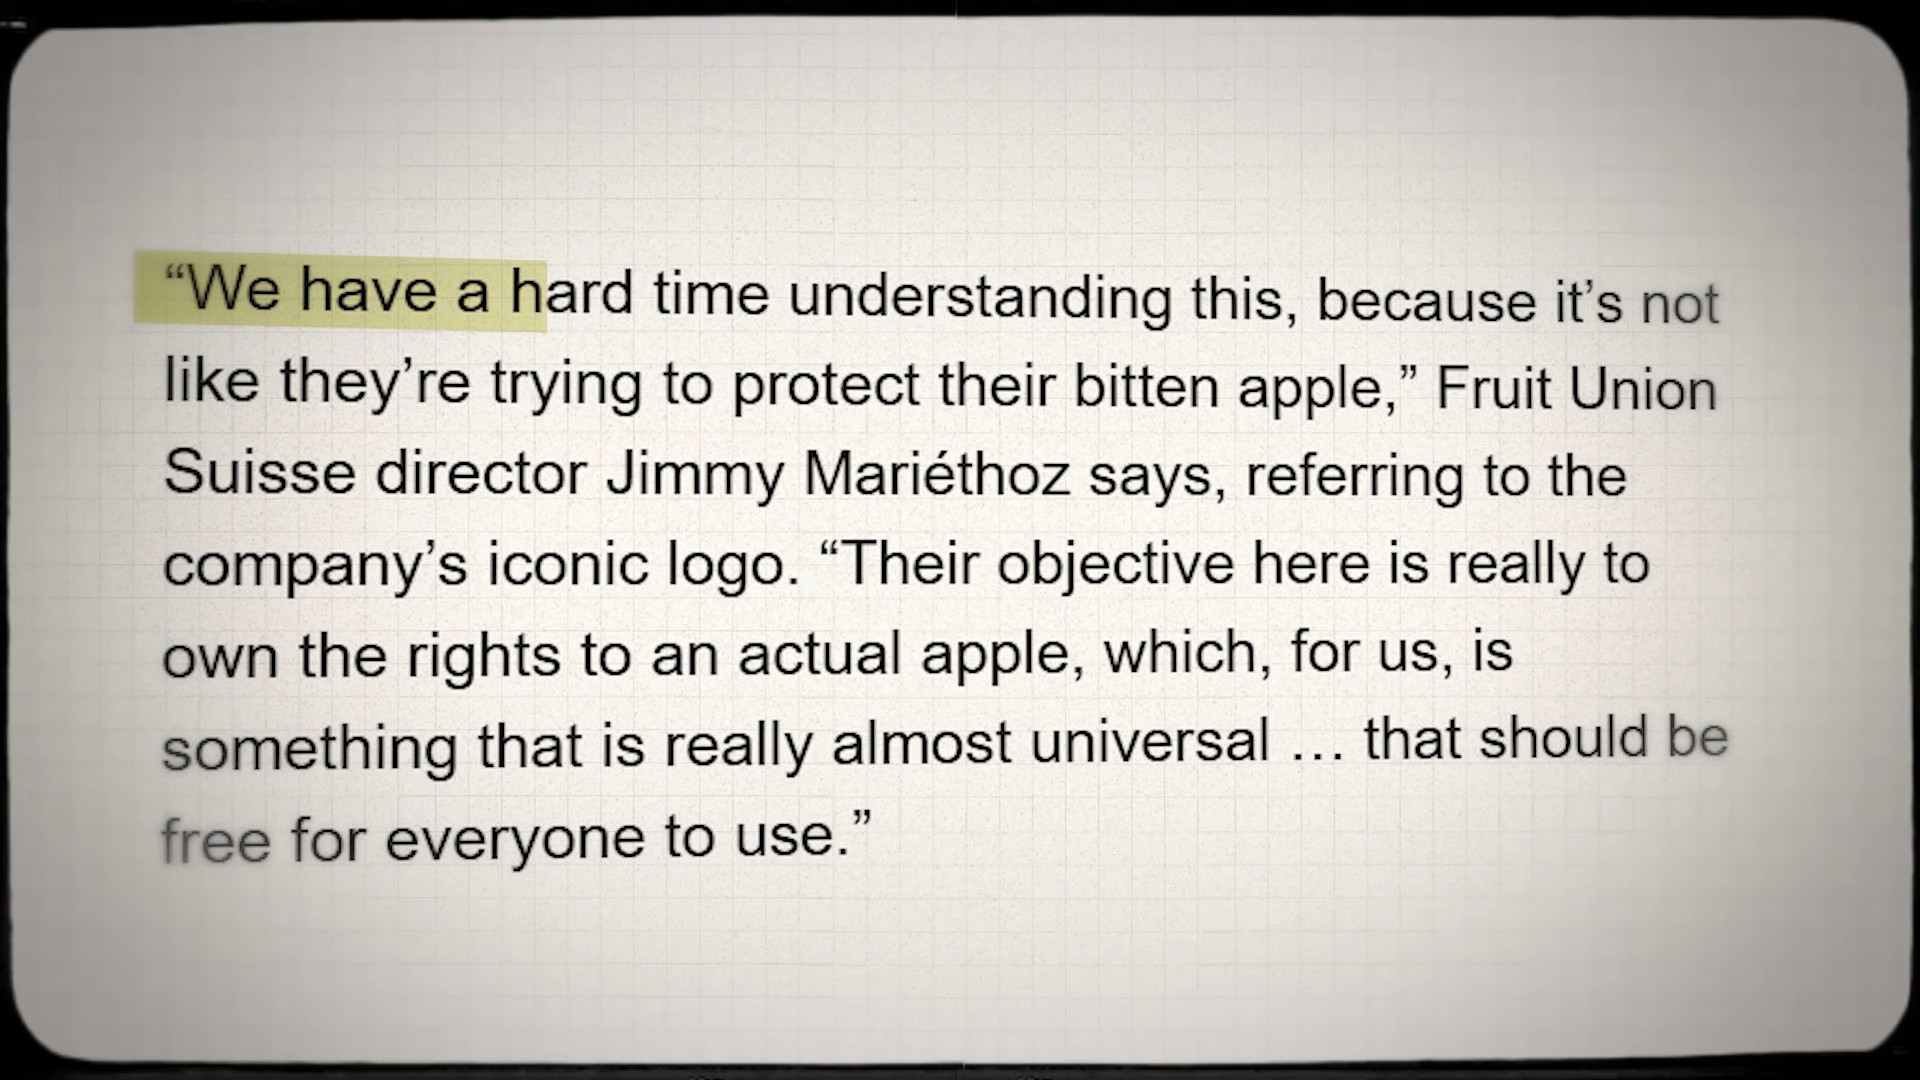 “We have a hard time understanding this, because it’s not
like they’re trying to protect their bitten apple,” Fruit Union
Suisse director Jimmy Mariéthoz says, referring to the
company’s iconic logo. “Their objective here is really to
own the rights to an actual apple, which, for us, is
something that is really almost universal … that should be
free for everyone to use.”